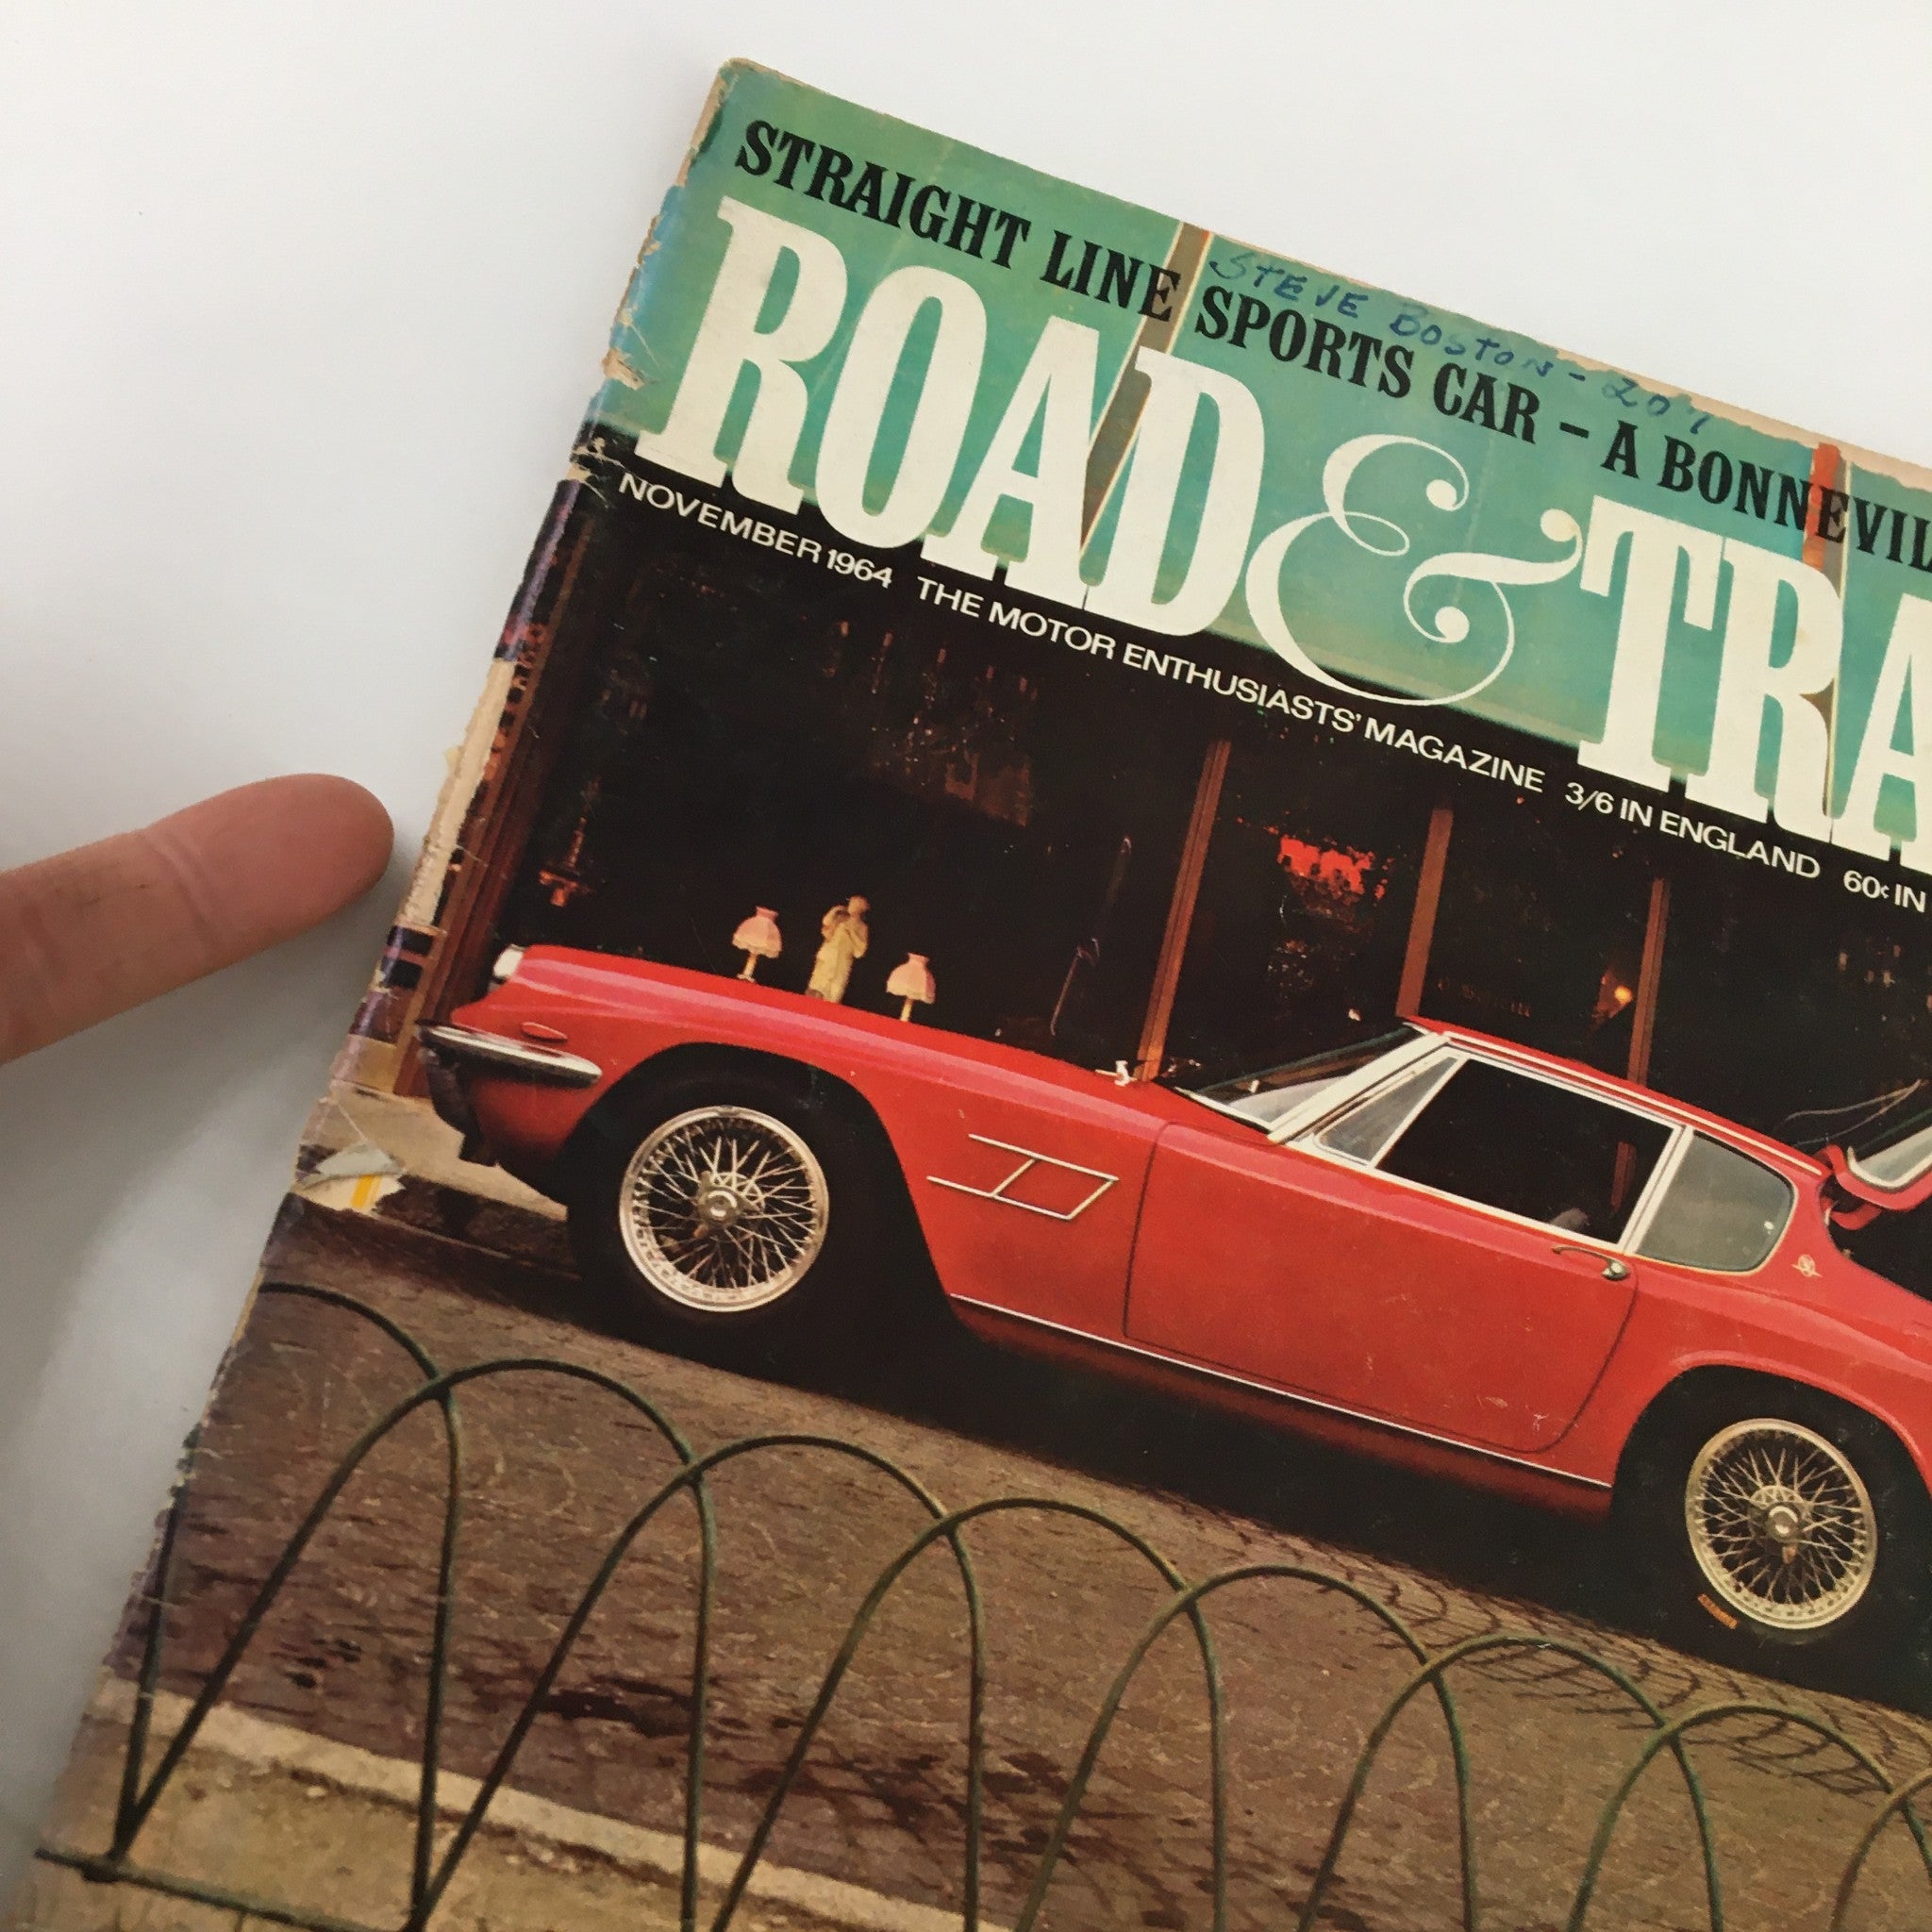 STRAIGHT LINE SPORTS CAR – A BONNEVIL
STEVE BOSTON - 207
ROAD & TRA
NOVEMBER 1964 THE MOTOR ENTHUSIASTS' MAGAZINE 3/6 IN ENGLAND 60¢ IN